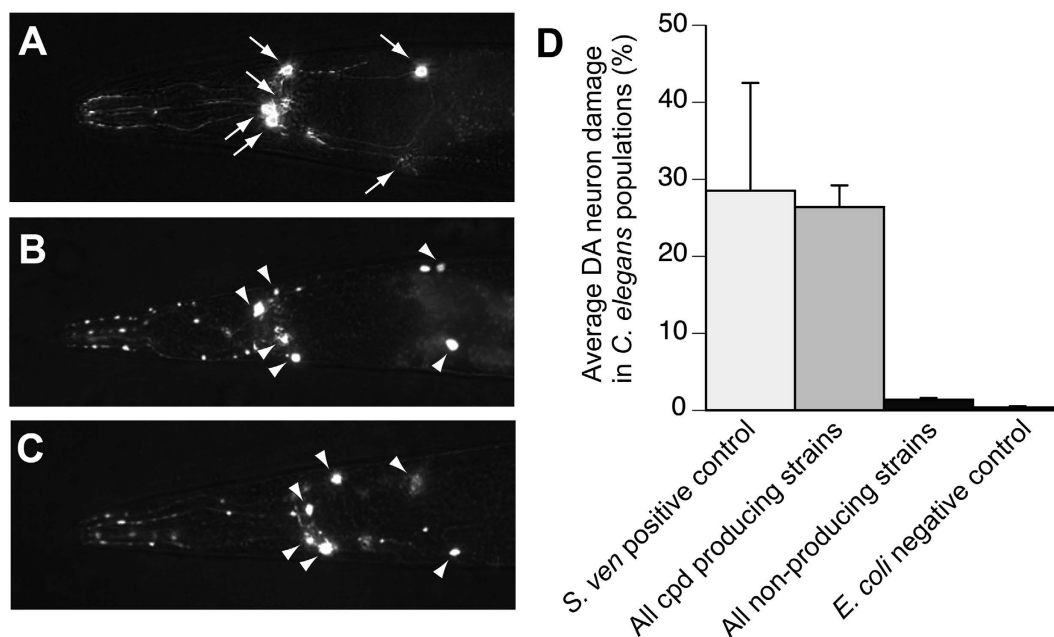 A
B
C
D
Average DA neuron damage
in C. elegans populations (%)
50
40
30
20
10
0
S. ven positive control
All cpd producing strains
All non-producing strains
E. coli negative control